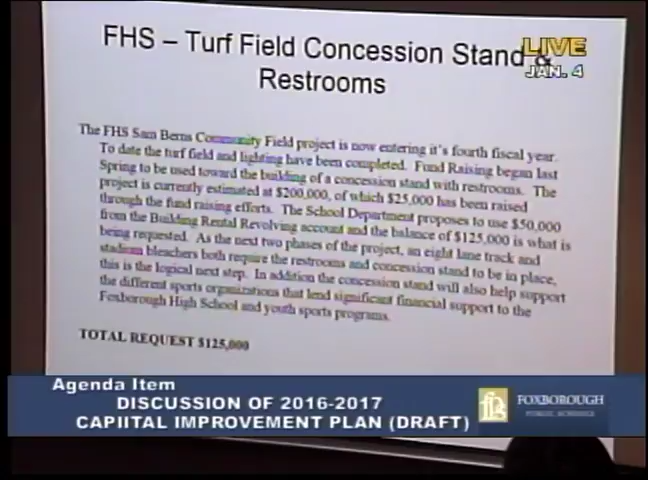 FHS – Turf Field Concession Stand &
Restrooms
LIVE
JAN. 4
The FHS Sam Berns Community Field project is now entering it's fourth fiscal year.
To date the turf field and lighting have been completed. Fund Raising began last
Spring to be used toward the building of a concession stand with restrooms. The
project is currently estimated at $200,000, of which $25,000 has been raised
through the fund raising efforts. The School Department proposes to use $50,000
from the Building Rental Revolving account and the balance of $125,000 is what is
being requested. As the next two phases of the project, an eight lane track and
stadium bleachers both require the restrooms and concession stand to be in place,
this is the logical next step. In addition the concession stand will also help support
the different sports organizations that lend significant financial support to the
Foxborough High School and youth sports programs.
TOTAL REQUEST $125,000
Agenda Item
DISCUSSION OF 2016-2017
CAPIITAL IMPROVEMENT PLAN (DRAFT)
FOXBOROUGH
PUBLIC SCHOOLS